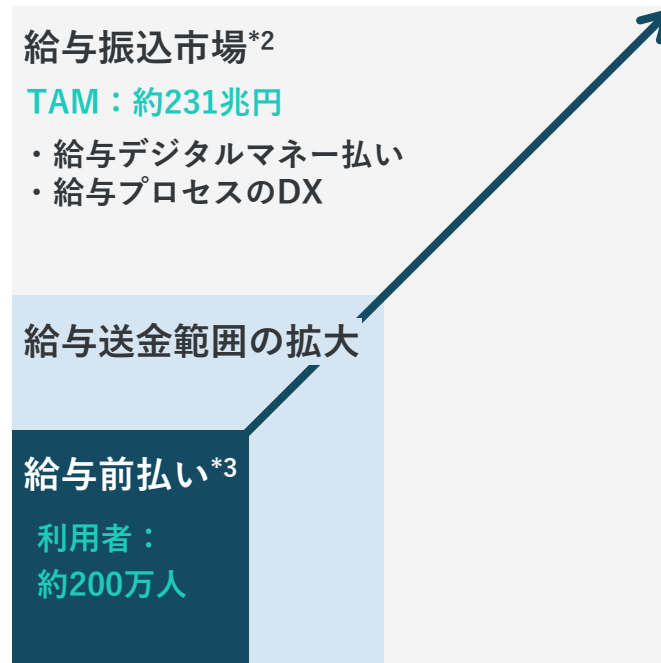 給与振込市場*2
TAM：約231兆円
・給与デジタルマネー払い
・給与プロセスのDX
給与送金範囲の拡大
給与前払い*3
利用者：
約200万人